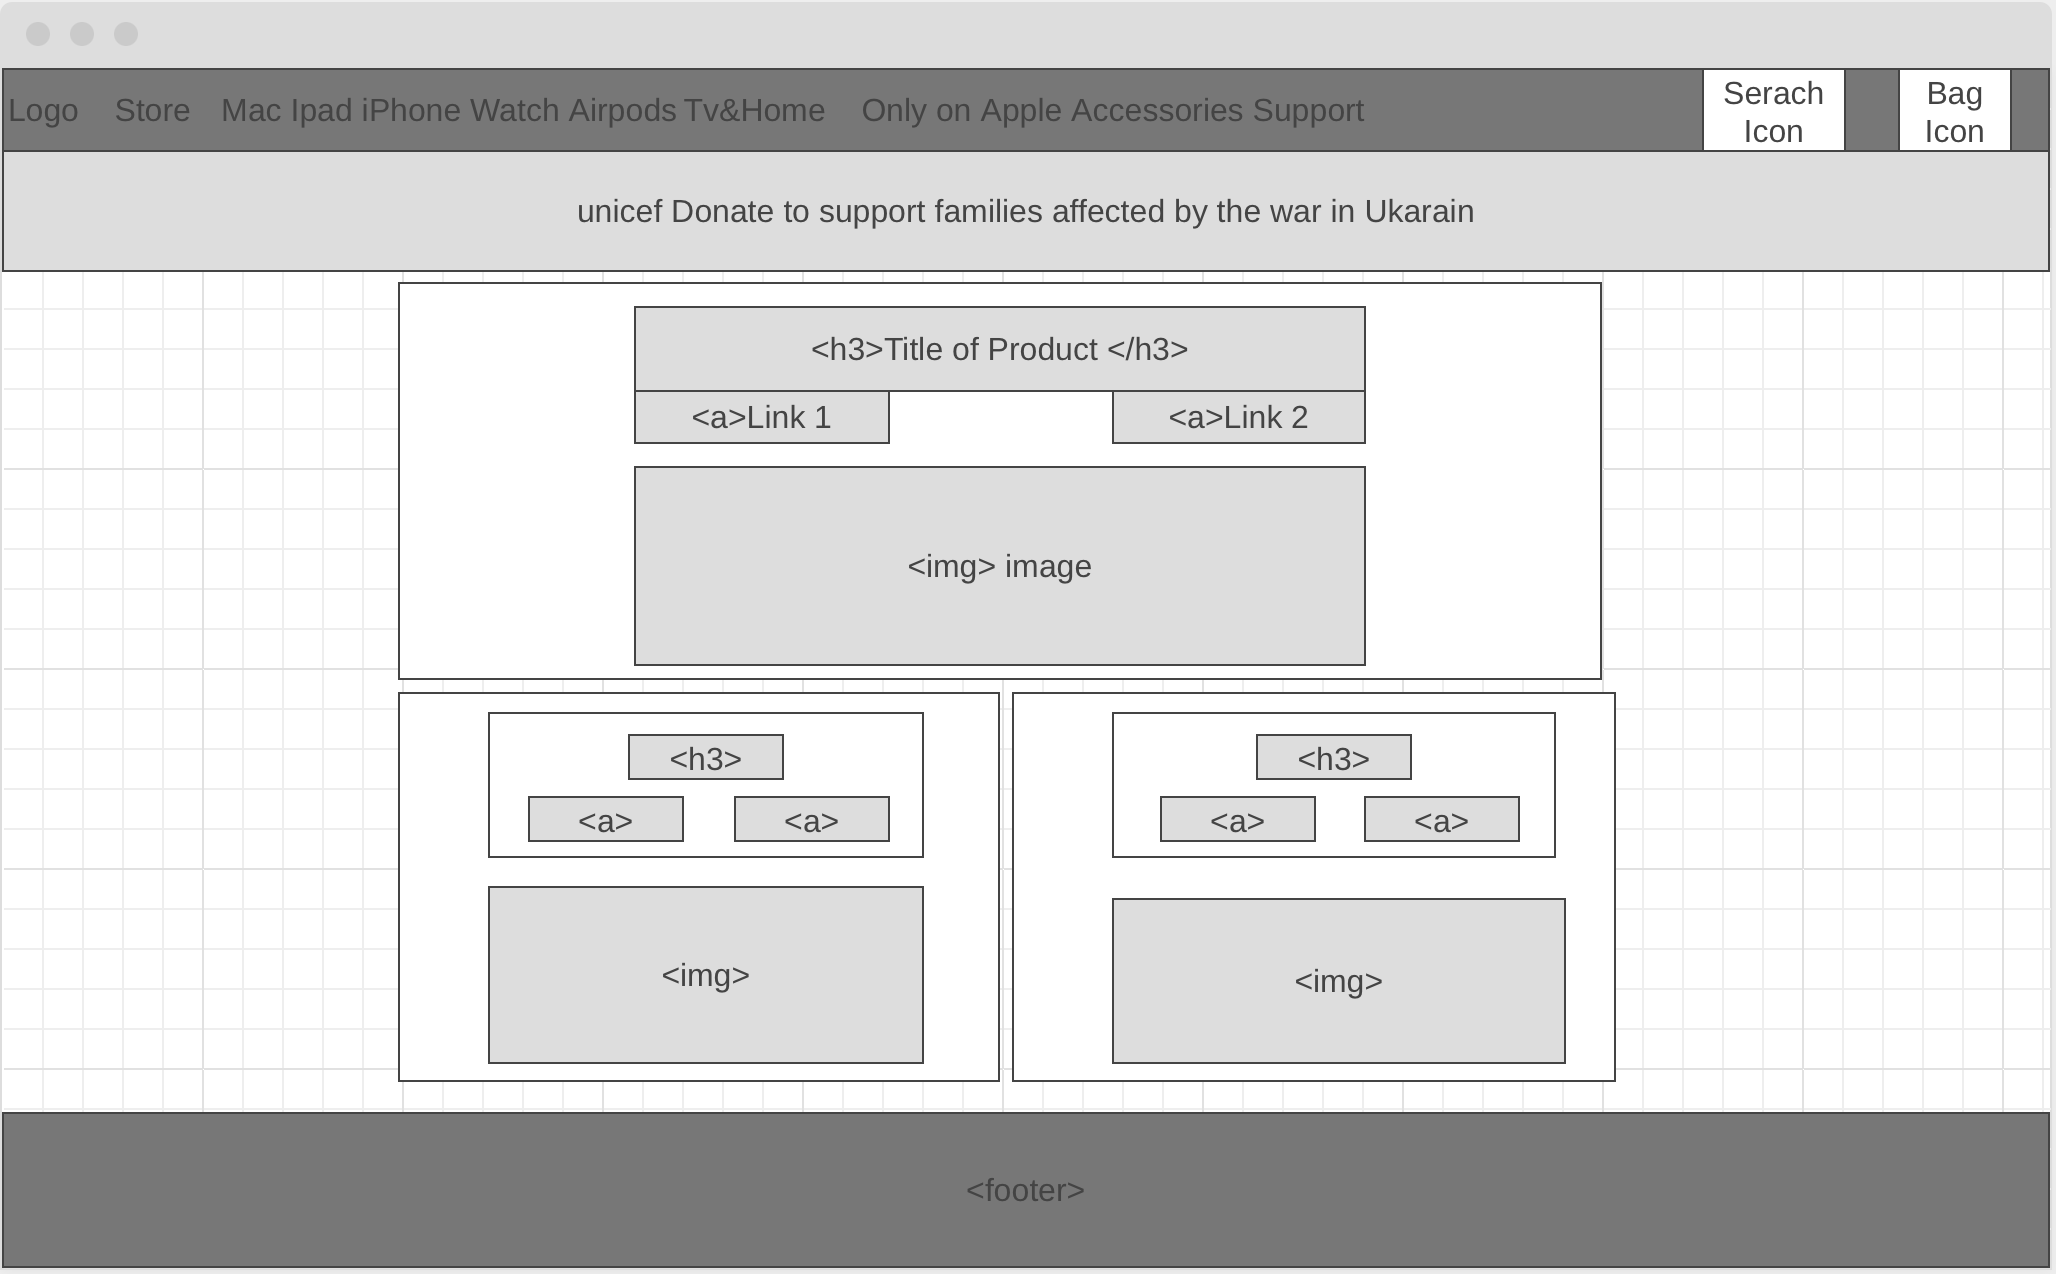 Logo Store Mac Ipad iPhone Watch Airpods Tv&Home Only on Apple Accessories Support
Serach
Icon
Bag
Icon
unicef Donate to support families affected by the war in Ukarain
<h3>Title of Product </h3>
<a>Link 1
<a>Link 2
<img> image
<h3>
<a>
<a>
<img>
<h3>
<a>
<a>
<img>
<footer>